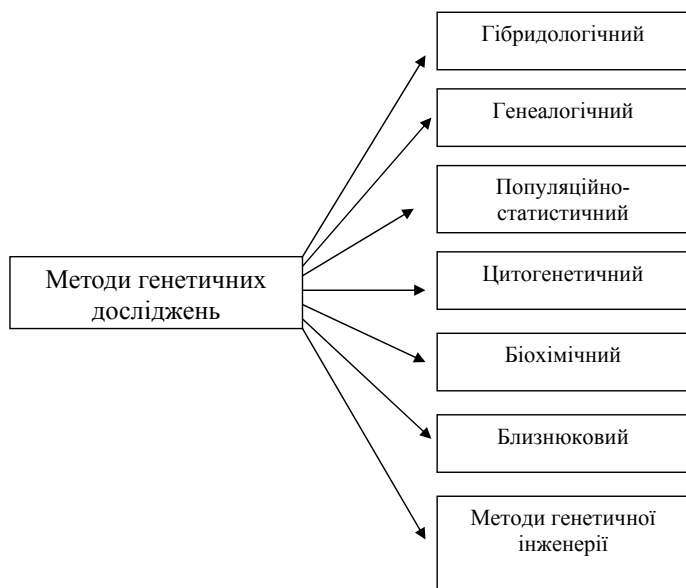 Методи генетичних
досліджень
Гібридологічний
Генеалогічний
Популяційно-
статистичний
Цитогенетичний
Біохімічний
Близнюковий
Методи генетичної
інженерії